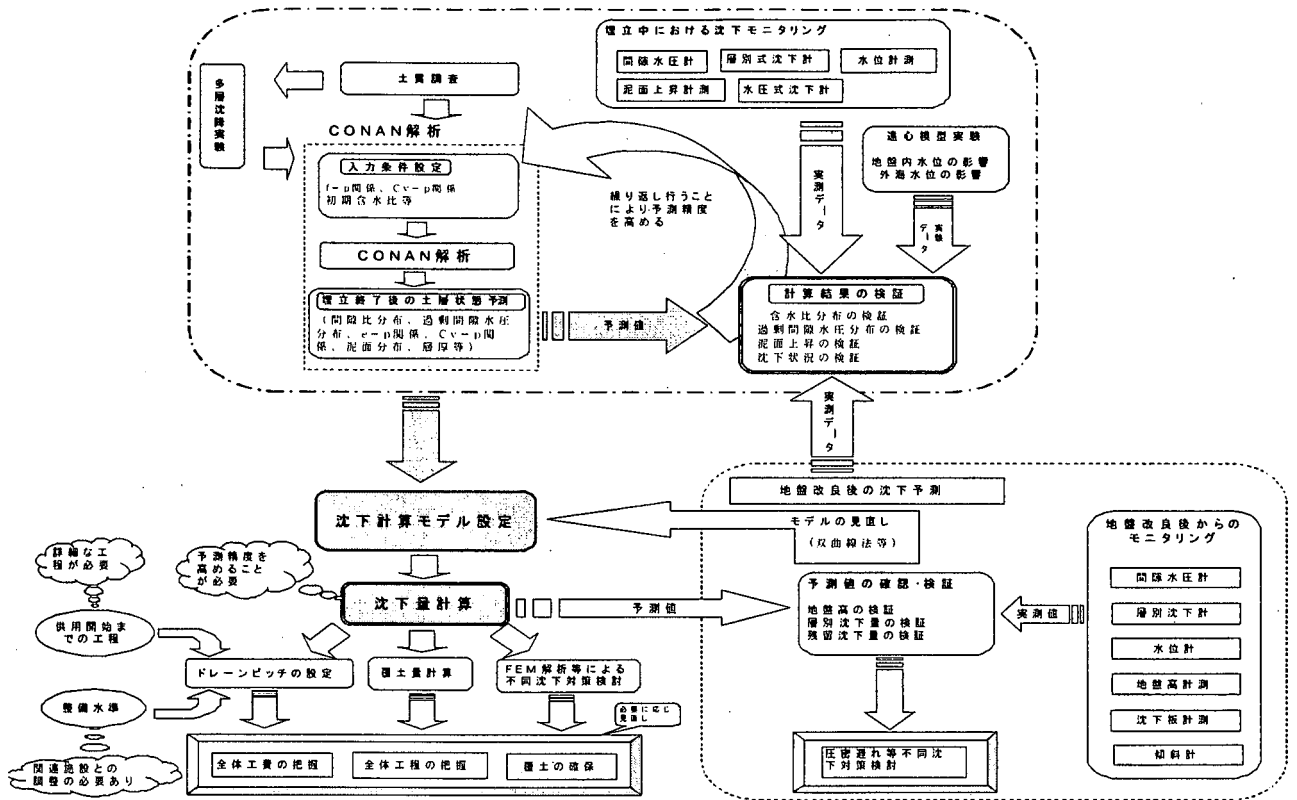 埋立中における沈下モニタリング
間隙水圧計
層別式沈下計
水位計測
泥面上昇計測
水圧式沈下計
土質調査
多層沈降実験
CONAN解析
入力条件設定
f-p関係、Cv-p関係
初期含水比等
CONAN解析
埋立終了後の土層状態予測
(間隙比分布、過剰間隙水圧
分布、e-p関係、Cv-p関
係、泥面分布、層厚等)
繰り返し行うこと
により予測精度
を高める
実測データ
遠心模型実験
地盤内水位の影響
外海水位の影響
実験
データ
予測値
計算結果の検証
含水比分布の検証
過剰間隙水圧分布の検証
泥面上昇の検証
沈下状況の検証
実測データ
地盤改良後の沈下予測
沈下計算モデル設定
モデルの見直し
(双曲線法等)
地盤改良後からの
モニタリング
間隙水圧計
層別沈下計
水位計
地盤高計測
沈下板計測
傾斜計
詳細な工
程が必要
予測精度を
高めること
が必要
沈下量計算
予測値
予測値の確認・検証
地盤高の検証
層別沈下量の検証
残留沈下量の検証
実測値
供用開始ま
での工程
ドレーンピッチの設定
覆土量計算
FEM解析等による
不同沈下対策検討
整備水準
必要に応じ
見直し
関連施設との
調整の必要あり
全体工費の把握
全体工程の把握
覆土の確保
圧密遅れ等不同沈
下対策検討